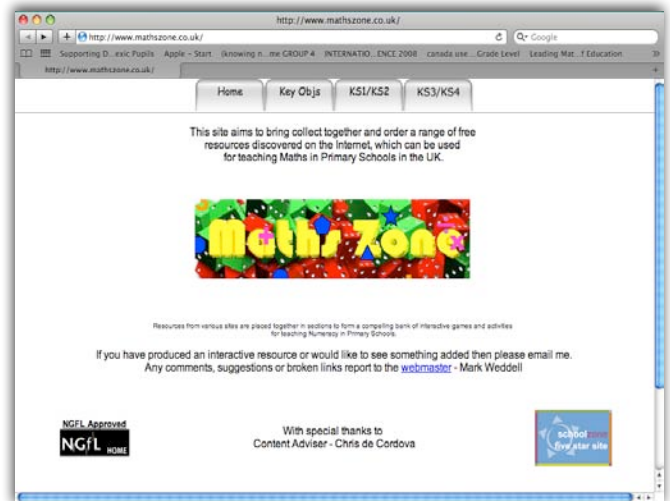 http://www.mathszone.co.uk/
http://www.mathszone.co.uk/
Google
Supporting D...exic Pupils Apple - Start (knowing n...me GROUP 4 INTERNATIO...ENCE 2008 canada use...Grade Level Leading Mat...f Education
http://www.mathszone.co.uk/
Home Key Objs KS1/KS2 KS3/KS4
This site aims to bring collect together and order a range of free
resources discovered on the Internet, which can be used
for teaching Maths in Primary Schools in the UK.
Maths Zone
Resources from various sites are placed together in sections to form a compelling bank of interactive games and activities
for teaching Numeracy in Primary Schools.
If you have produced an interactive resource or would like to see something added then please email me.
Any comments, suggestions or broken links report to the webmaster - Mark Weddell
NGFL Approved
NGfL HOME
With special thanks to
Content Adviser - Chris de Cordova
schoolzone
five star site